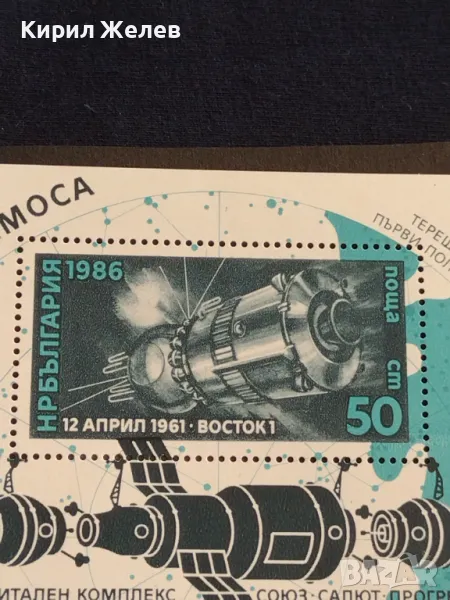 Кирил Желев
МОСА
ТЕРЕШ
ПЪРВИ ПОЛ
1986
НРБЪЛГАРИЯ
поща ст
50
12 АПРИЛ 1961 · ВОСТОК 1
ИТАЛЕН КОМПЛЕКС
СОЮЗ - САЛЮТ - ПРОГР
bazar